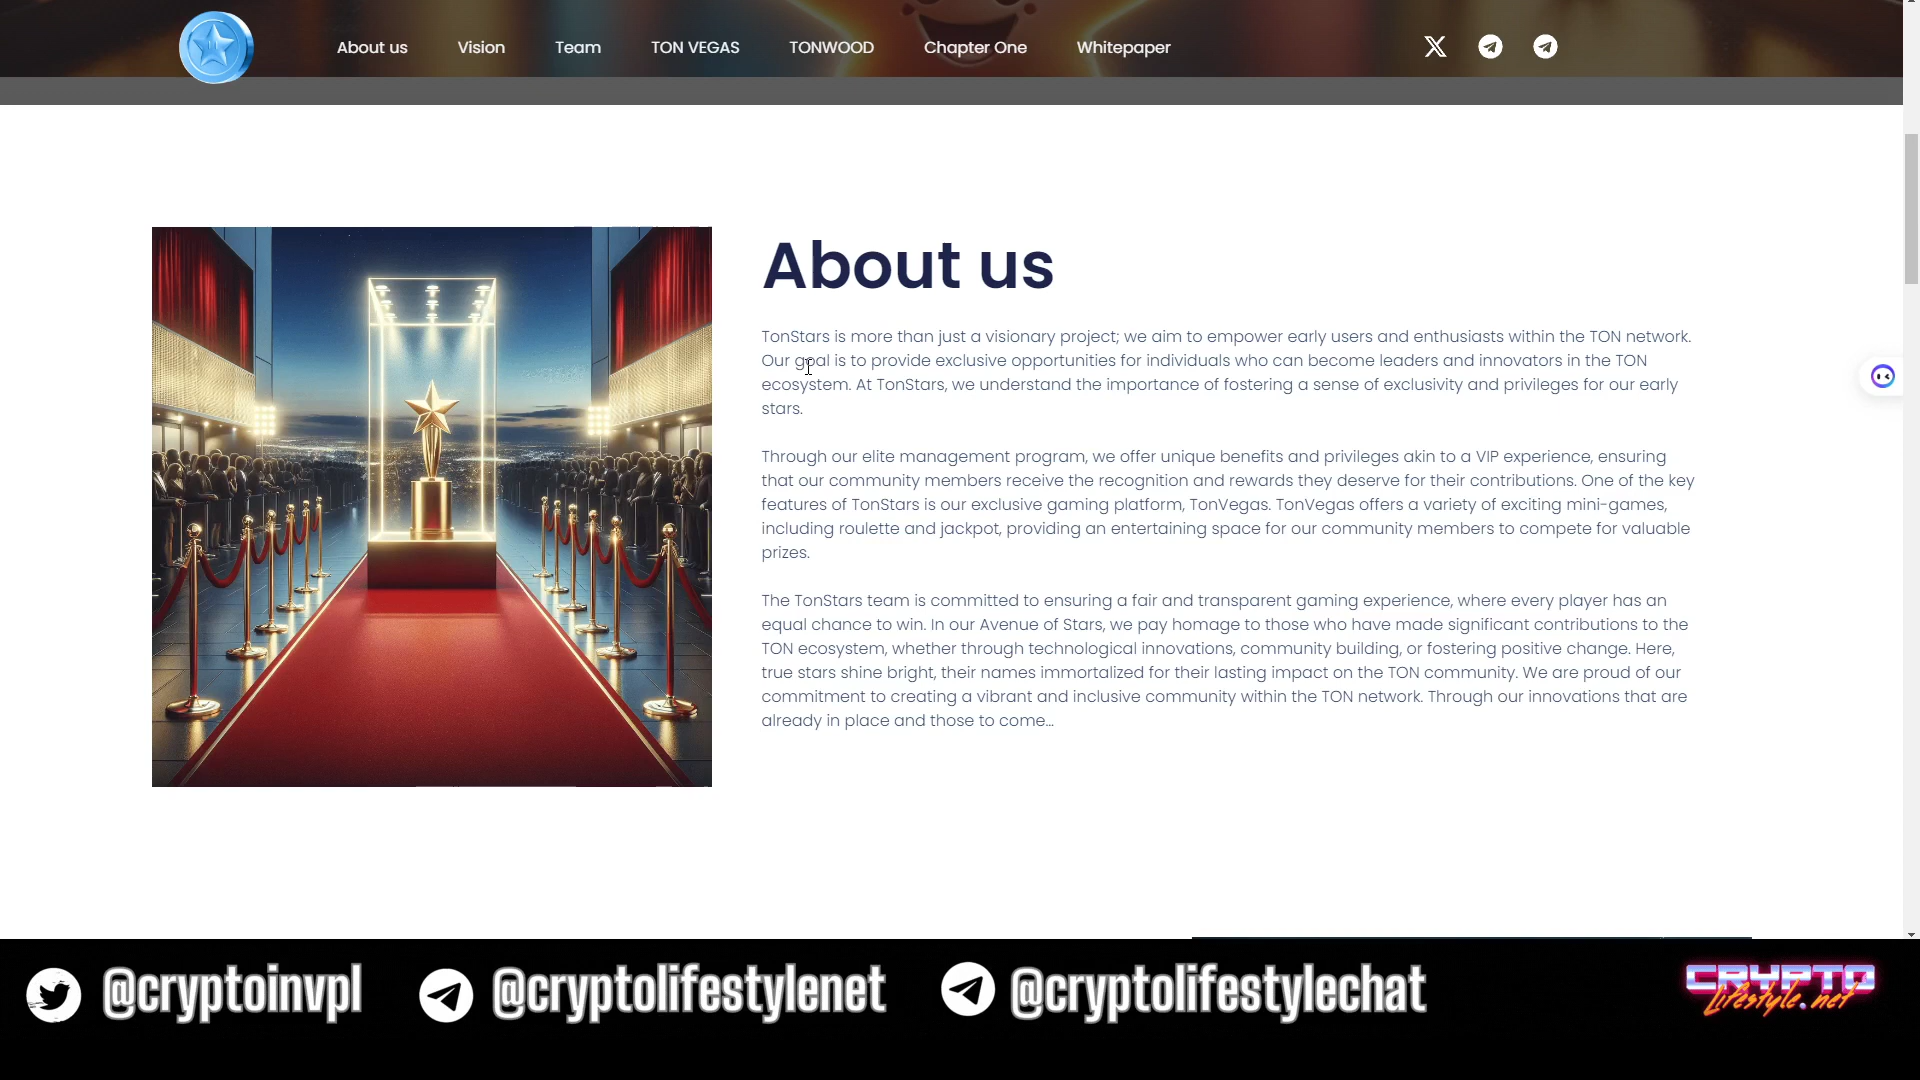 About us Vision Team TON VEGAS TONWOOD Chapter One Whitepaper
About us
TonStars is more than just a visionary project; we aim to empower early users and enthusiasts within the TON network.
Our goal is to provide exclusive opportunities for individuals who can become leaders and innovators in the TON
ecosystem. At TonStars, we understand the importance of fostering a sense of exclusivity and privileges for our early
stars.
Through our elite management program, we offer unique benefits and privileges akin to a VIP experience, ensuring
that our community members receive the recognition and rewards they deserve for their contributions. One of the key
features of TonStars is our exclusive gaming platform, TonVegas. TonVegas offers a variety of exciting mini-games,
including roulette and jackpot, providing an entertaining space for our community members to compete for valuable
prizes.
The TonStars team is committed to ensuring a fair and transparent gaming experience, where every player has an
equal chance to win. In our Avenue of Stars, we pay homage to those who have made significant contributions to the
TON ecosystem, whether through technological innovations, community building, or fostering positive change. Here,
true stars shine bright, their names immortalized for their lasting impact on the TON community. We are proud of our
commitment to creating a vibrant and inclusive community within the TON network. Through our innovations that are
already in place and those to come...
@cryptoinvpl @cryptolifestylenet @cryptolifestylechat
CRYPTO
lifestyle.net